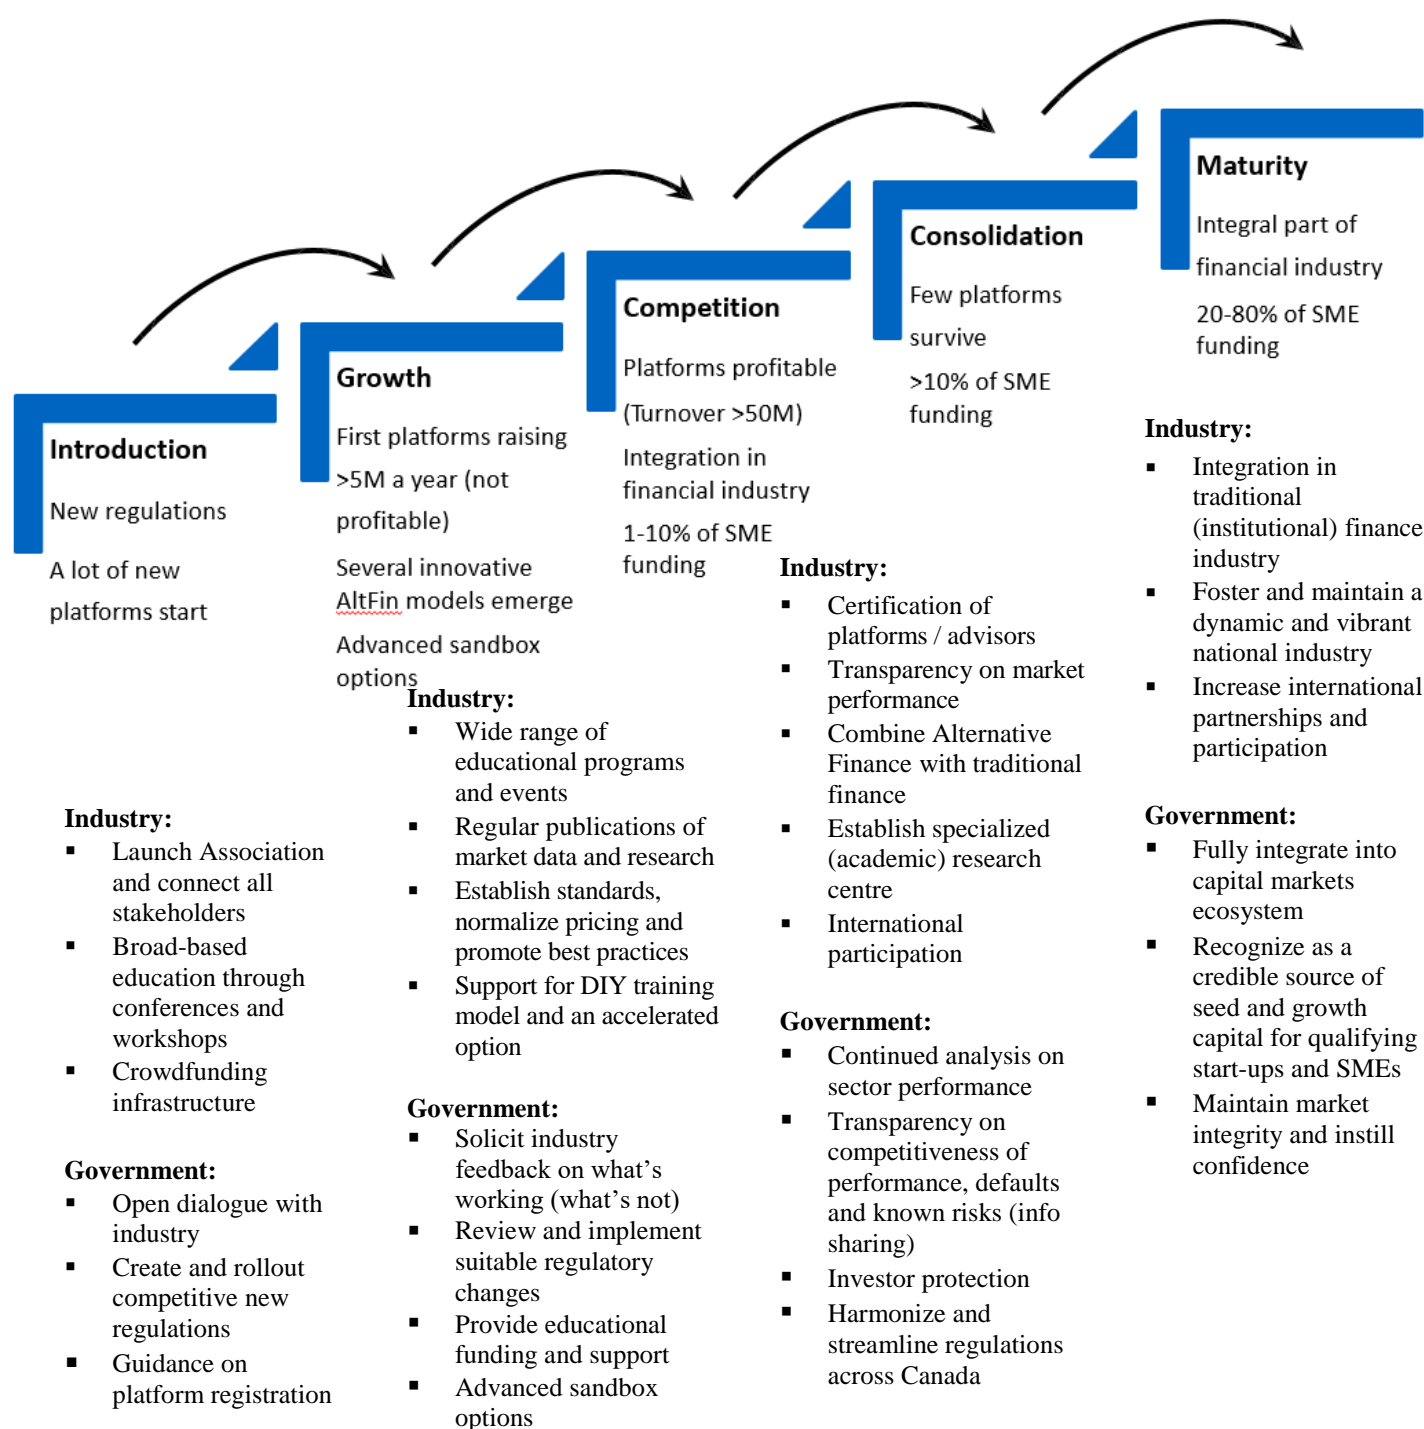 Introduction
New regulations
A lot of new
platforms start
Growth
First platforms raising
>5M a year (not
profitable)
Several innovative
AltFin models emerge
Advanced sandbox
options
Competition
Platforms profitable
(Turnover >50M)
Integration in
financial industry
1-10% of SME
funding
Consolidation
Few platforms
survive
>10% of SME
funding
Maturity
Integral part of
financial industry
20-80% of SME
funding
Industry:
▪ Launch Association
and connect all
stakeholders
▪ Broad-based
education through
conferences and
workshops
▪ Crowdfunding
infrastructure
Government:
▪ Open dialogue with
industry
▪ Create and rollout
competitive new
regulations
▪ Guidance on
platform registration
Industry:
▪ Wide range of
educational programs
and events
▪ Regular publications of
market data and research
▪ Establish standards,
normalize pricing and
promote best practices
▪ Support for DIY training
model and an accelerated
option
Government:
▪ Solicit industry
feedback on what’s
working (what’s not)
▪ Review and implement
suitable regulatory
changes
▪ Provide educational
funding and support
▪ Advanced sandbox
options
Industry:
▪ Certification of
platforms / advisors
▪ Transparency on market
performance
▪ Combine Alternative
Finance with traditional
finance
▪ Establish specialized
(academic) research
centre
▪ International
participation
Government:
▪ Continued analysis on
sector performance
▪ Transparency on
competitiveness of
performance, defaults
and known risks (info
sharing)
▪ Investor protection
▪ Harmonize and
streamline regulations
across Canada
Industry:
▪ Integration in
traditional
(institutional) finance
industry
▪ Foster and maintain a
dynamic and vibrant
national industry
▪ Increase international
partnerships and
participation
Government:
▪ Fully integrate into
capital markets
ecosystem
▪ Recognize as a
credible source of
seed and growth
capital for qualifying
start-ups and SMEs
▪ Maintain market
integrity and instill
confidence